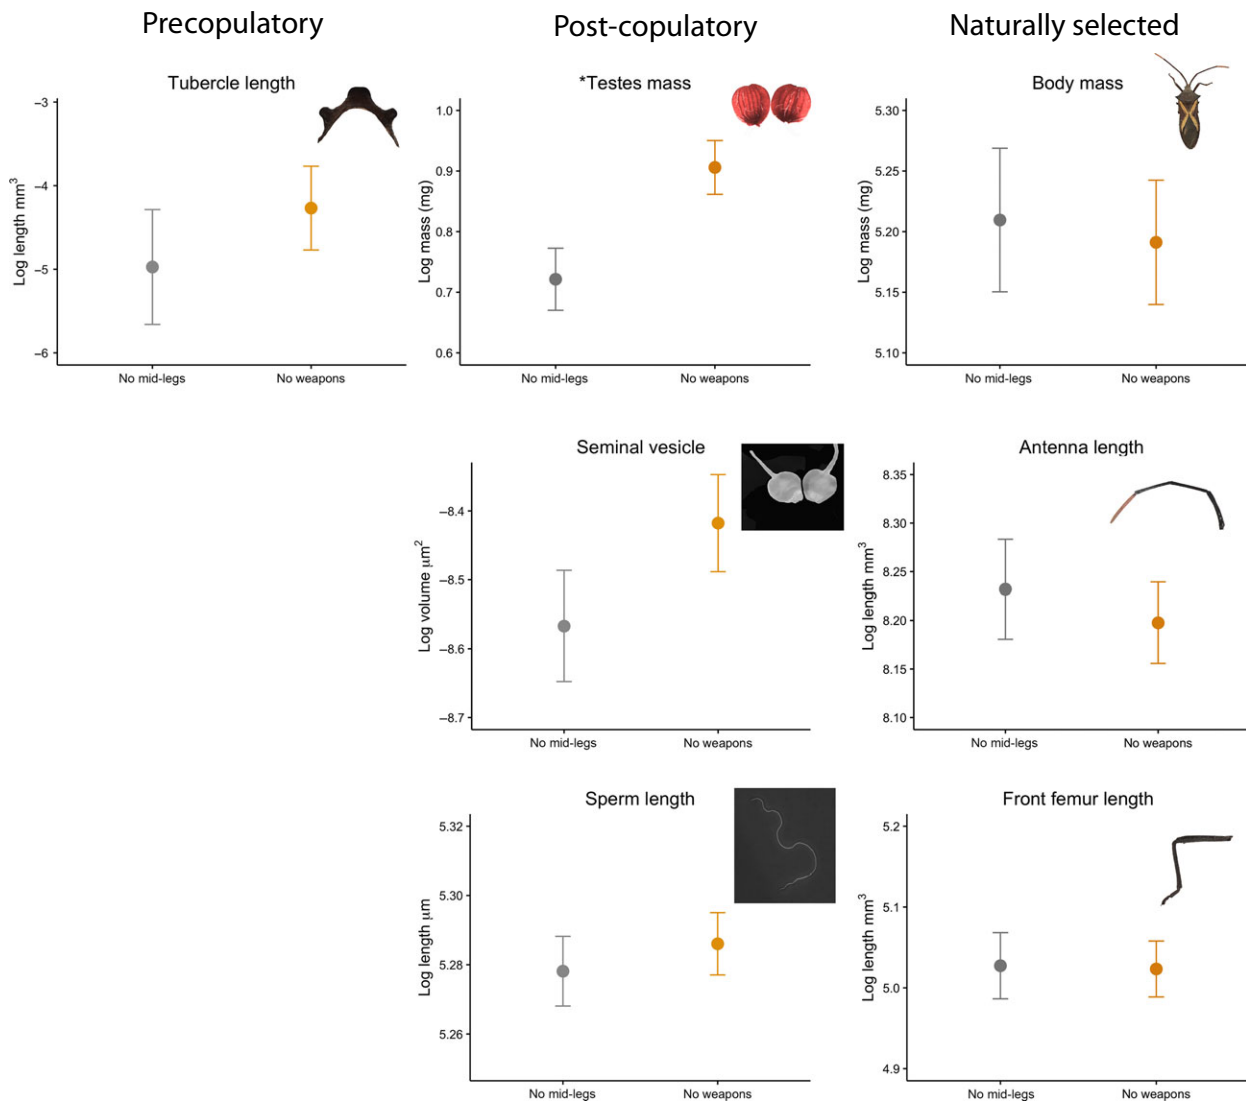 Precopulatory
Post-copulatory
Naturally selected
Tubercle length
Log length mm³
−3
−4
−5
−6
No mid-legs
No weapons
*Testes mass
Log mass (mg)
1.0
0.9
0.8
0.7
0.6
No mid-legs
No weapons
Body mass
Log mass (mg)
5.30
5.25
5.20
5.15
5.10
No mid-legs
No weapons
Seminal vesicle
Log volume μm²
−8.4
−8.5
−8.6
−8.7
No mid-legs
No weapons
Antenna length
Log length mm³
8.35
8.30
8.25
8.20
8.15
8.10
No mid-legs
No weapons
Sperm length
Log length μm
5.32
5.30
5.28
5.26
No mid-legs
No weapons
Front femur length
Log length mm³
5.2
5.1
5.0
4.9
No mid-legs
No weapons